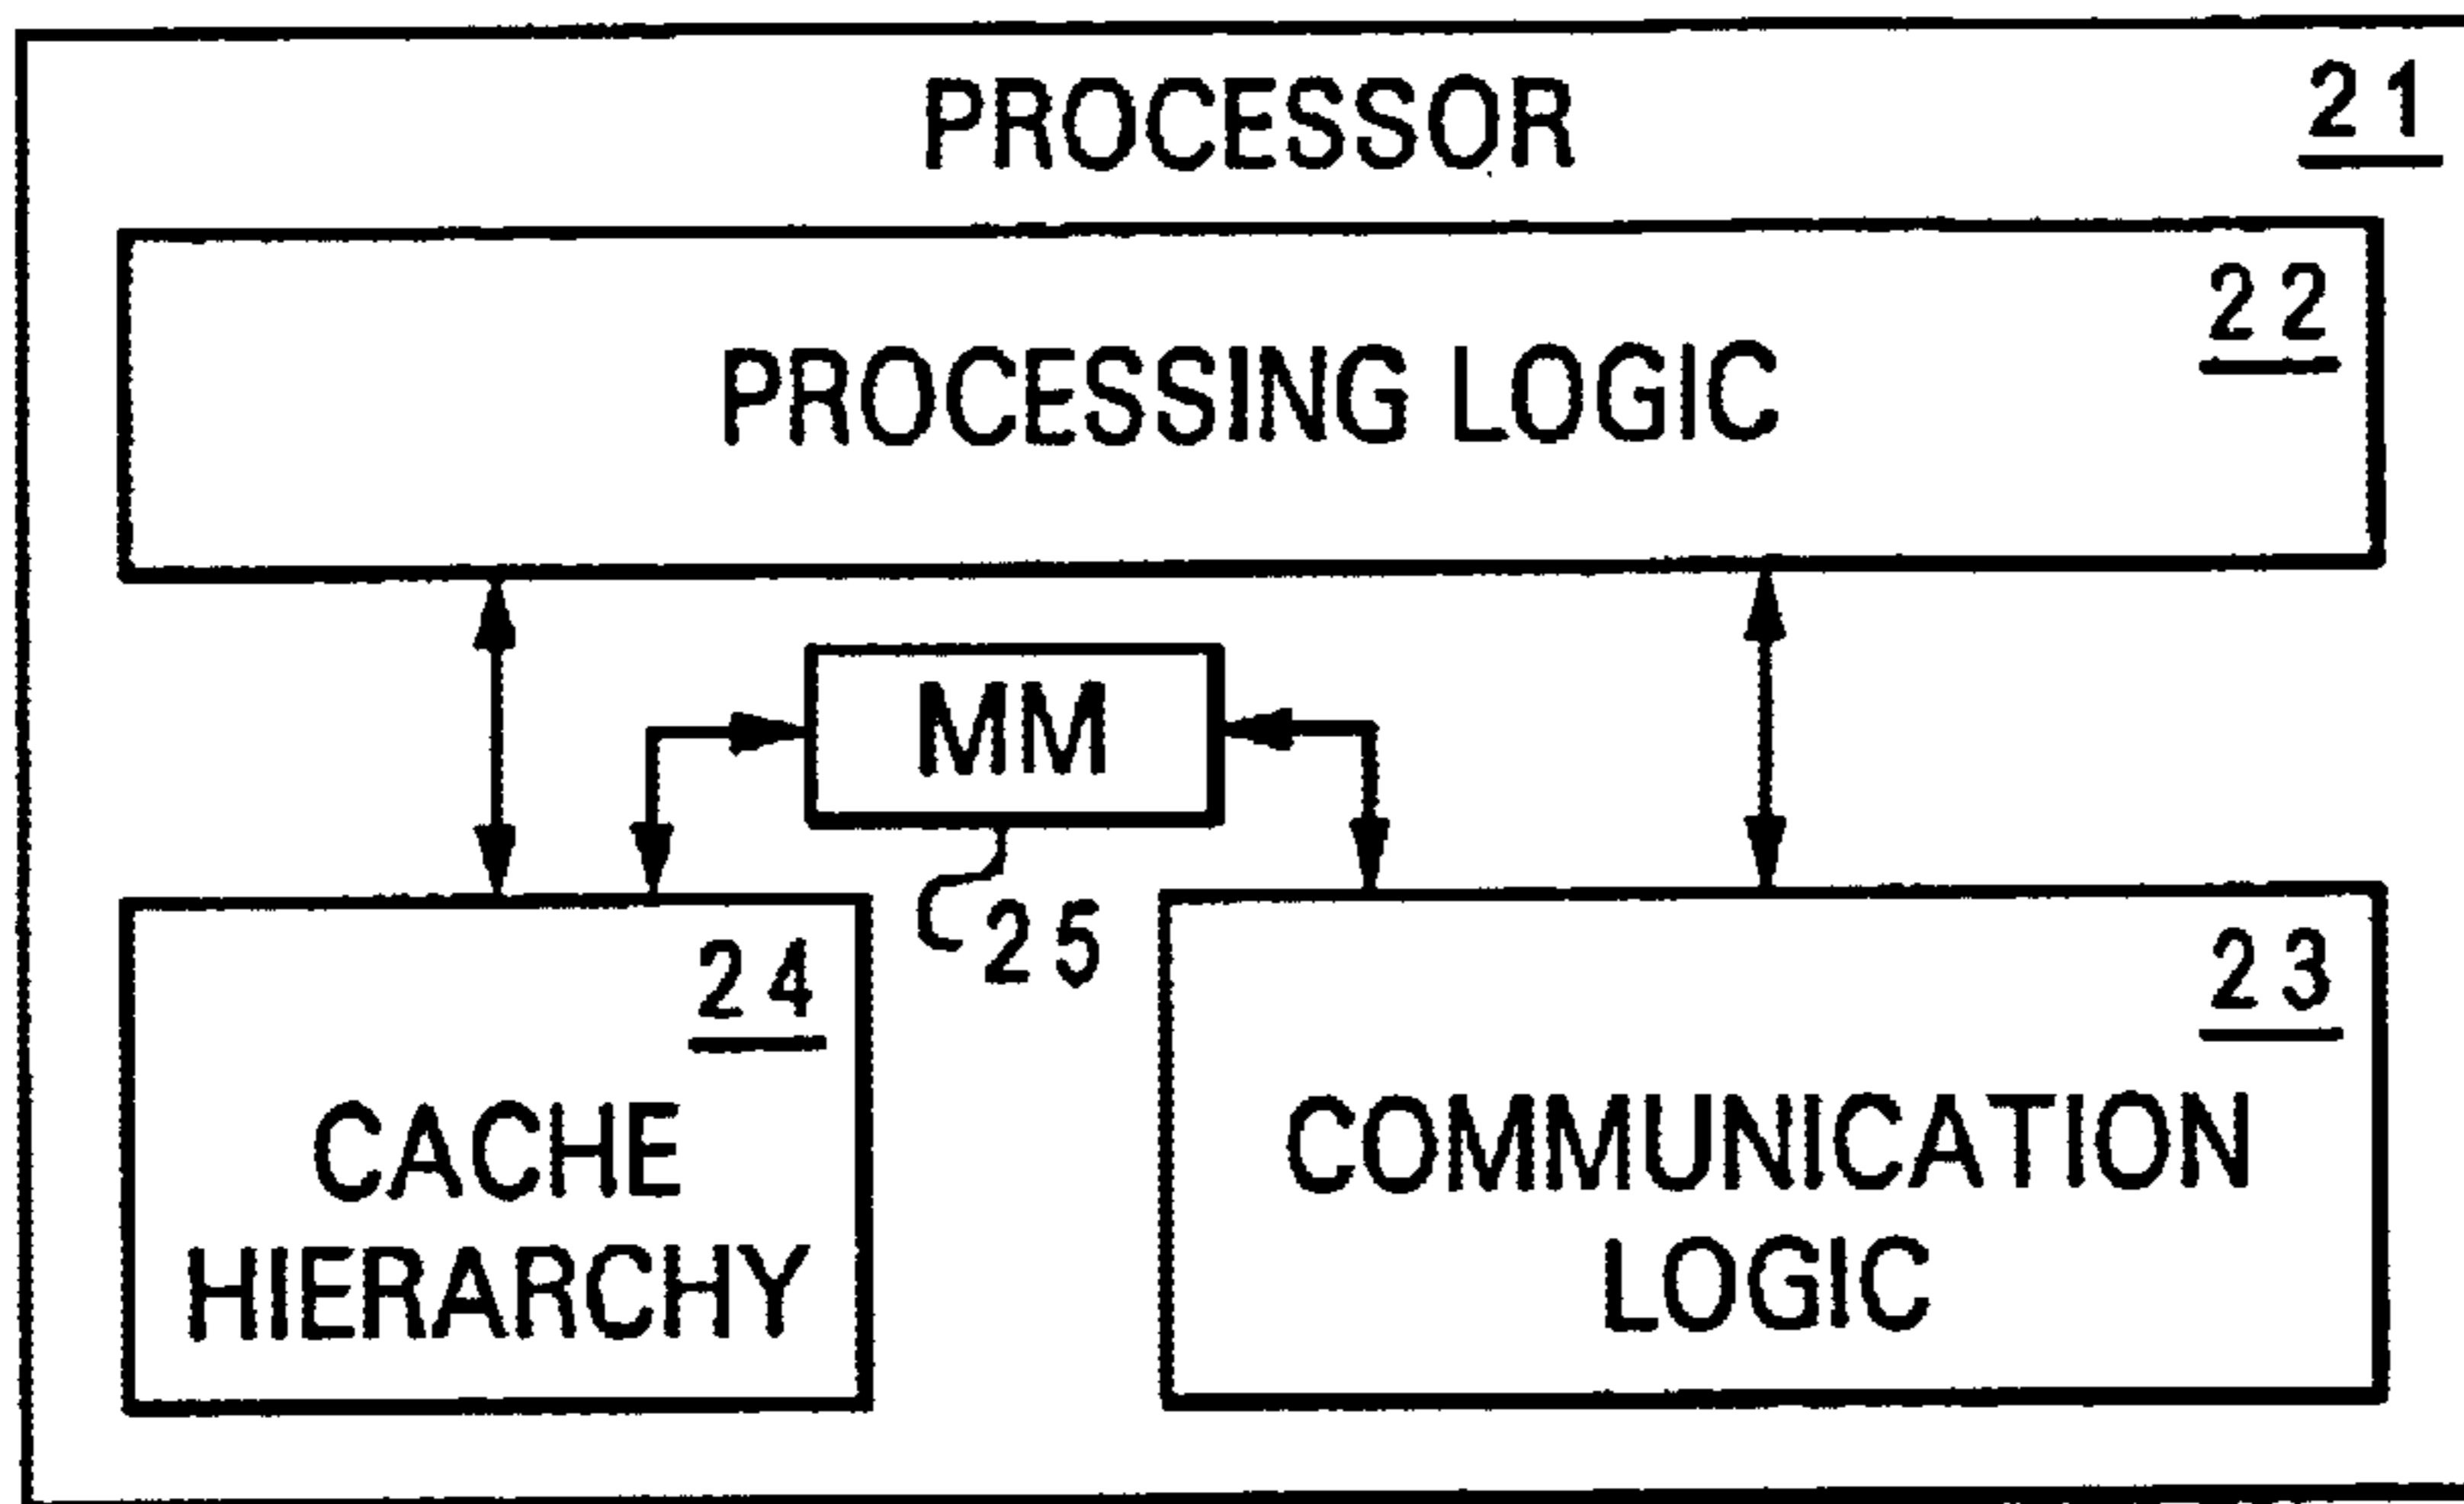 PROCESSOR 21
22
PROCESSING LOGIC
MM
25
24
CACHE
HIERARCHY
23
COMMUNICATION
LOGIC